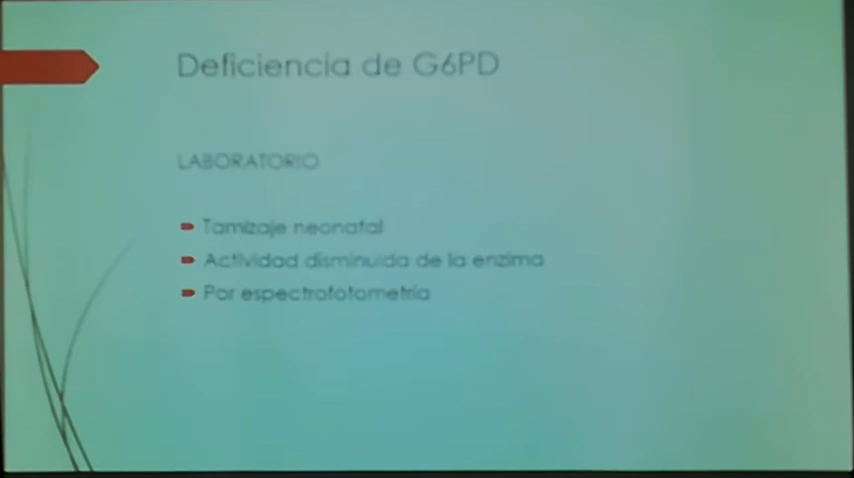 Deficiencia de G6PD
LABORATORIO
Tamizaje neonatal
Actividad disminuida de la enzima
Por espectrofotometría